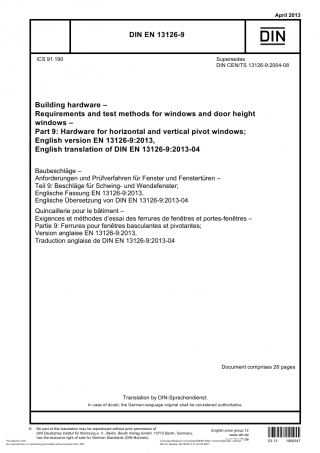 April 2013
DIN EN 13126-9
DIN
ICS 91.190
Supersedes
DIN CEN/TS 13126-9:2004-08
Building hardware –
Requirements and test methods for windows and door height
windows –
Part 9: Hardware for horizontal and vertical pivot windows;
English version EN 13126-9:2013,
English translation of DIN EN 13126-9:2013-04
Baubeschläge –
Anforderungen und Prüfverfahren für Fenster und Fenstertüren –
Teil 9: Beschläge für Schwing- und Wendefenster;
Englische Fassung EN 13126-9:2013,
Englische Übersetzung von DIN EN 13126-9:2013-04
Quincaillerie pour le bâtiment –
Exigences et méthodes d'essai des ferrures de fenêtres et portes-fenêtres –
Partie 9: Ferrures pour fenêtres basculantes et pivotantes;
Version anglaise EN 13126-9:2013,
Traduction anglaise de DIN EN 13126-9:2013-04
Document comprises 26 pages
Translation by DIN-Sprachendienst.
In case of doubt, the German-language original shall be considered authoritative.
© No part of this translation may be reproduced without prior permission of
DIN Deutsches Institut für Normung e. V., Berlin. Beuth Verlag GmbH, 10772 Berlin, Germany,
has the exclusive right of sale for German Standards (DIN-Normen).
English price group 13
www.din.de